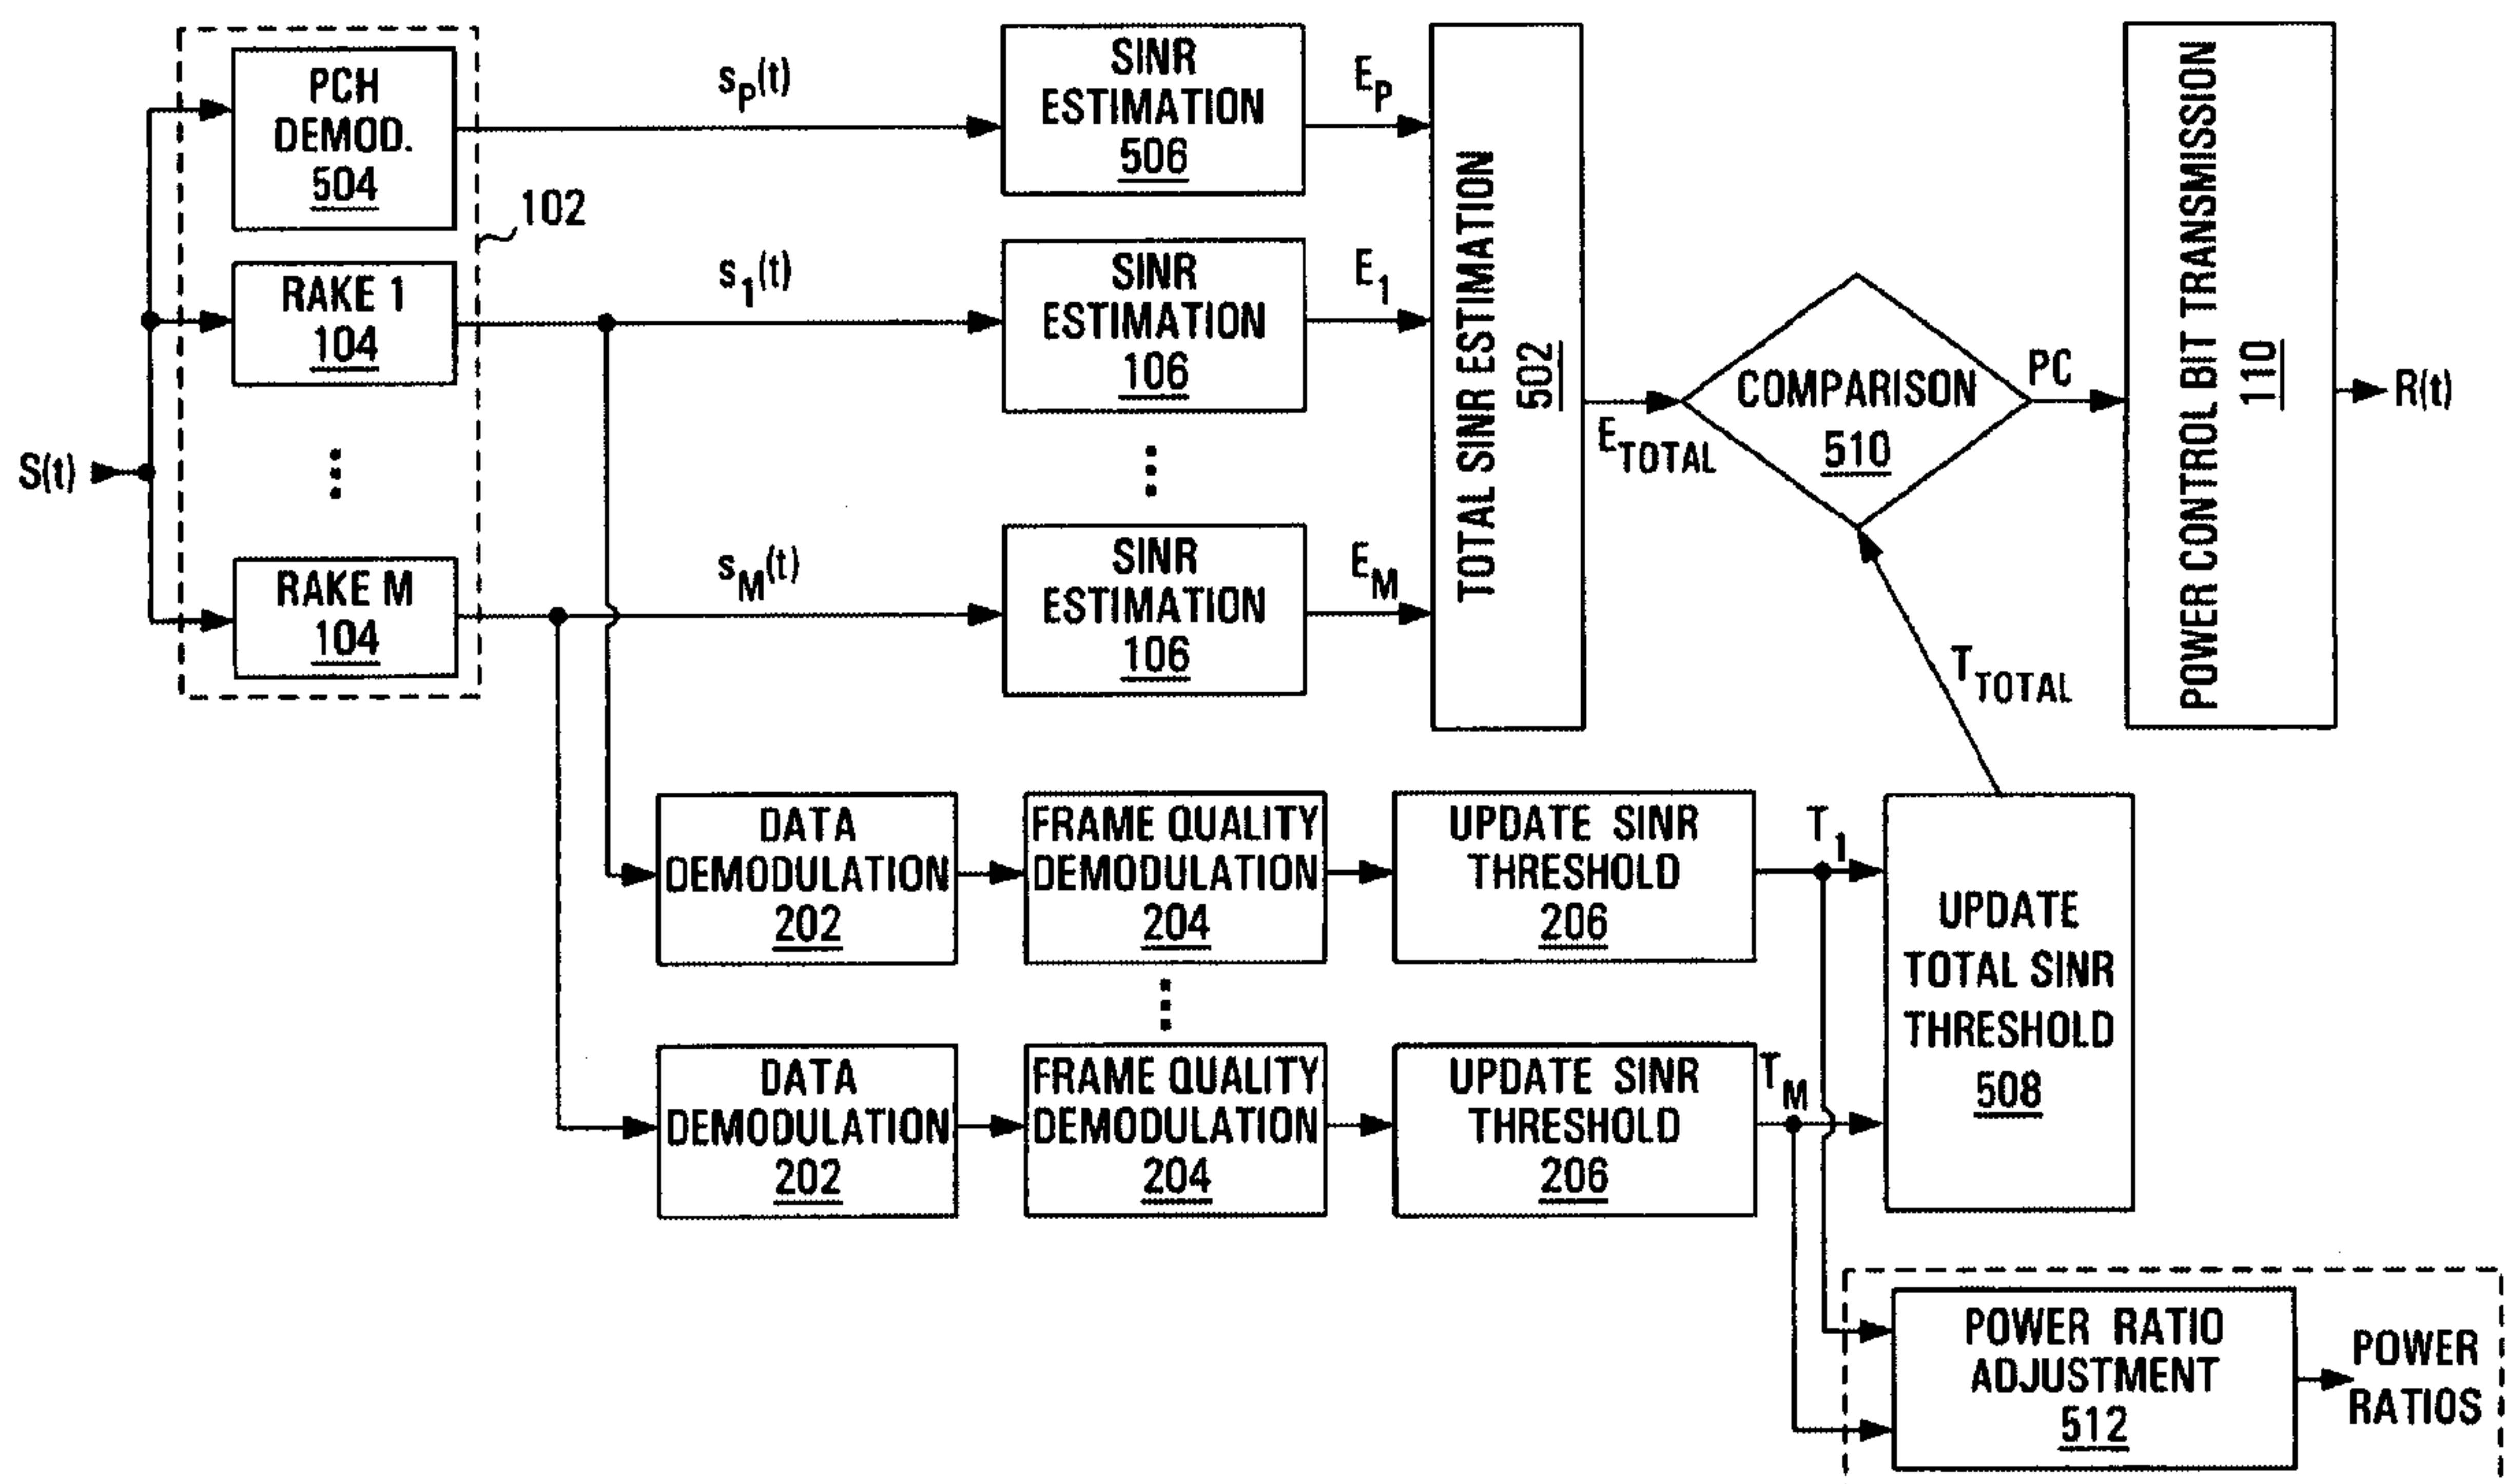 PCH
DEMOD.
504
s_P(t)
SINR
ESTIMATION
506
E_P
102
RAKE 1
104
s_1(t)
SINR
ESTIMATION
106
E_1
S(t)
RAKE M
104
s_M(t)
SINR
ESTIMATION
106
E_M
TOTAL SINR ESTIMATION
502
E_TOTAL
COMPARISON
510
PC
POWER CONTROL BIT TRANSMISSION
110
R(t)
T_TOTAL
DATA
DEMODULATION
202
FRAME QUALITY
DEMODULATION
204
UPDATE SINR
THRESHOLD
206
T_1
UPDATE
TOTAL SINR
THRESHOLD
508
DATA
DEMODULATION
202
FRAME QUALITY
DEMODULATION
204
UPDATE SINR
THRESHOLD
206
T_M
POWER RATIO
ADJUSTMENT
512
POWER
RATIOS